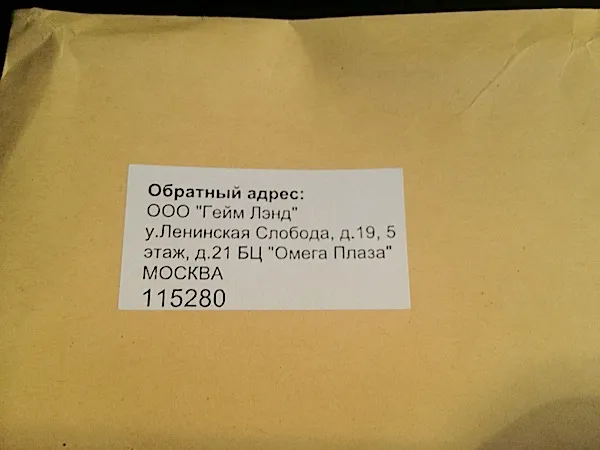 Обратный адрес:
ООО "Гейм Лэнд"
у.Ленинская Слобода, д.19, 5
этаж, д.21 БЦ "Омега Плаза"
МОСКВА
115280